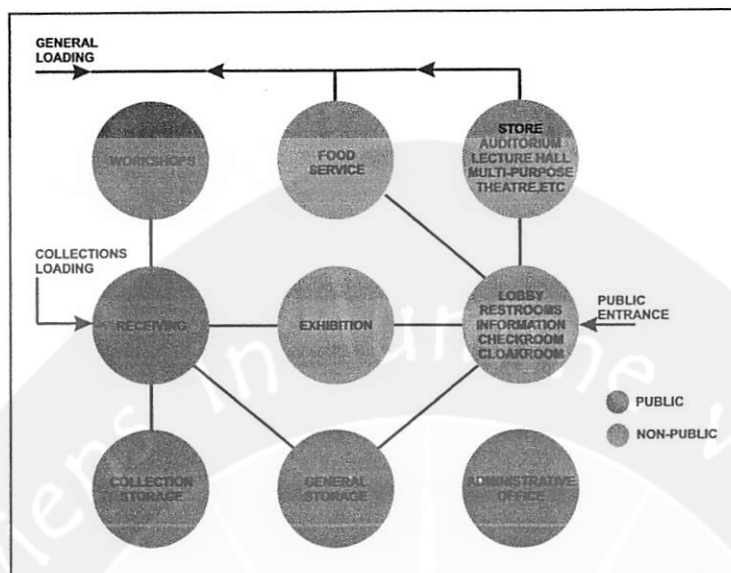 GENERAL
LOADING
WORKSHOPS
FOOD
SERVICE
STORE
AUDITORIUM
LECTURE HALL
MULTI-PURPOSE
THEATRE,ETC
COLLECTIONS
LOADING
RECEIVING
EXHIBITION
LOBBY
RESTROOMS
INFORMATION
CHECKROOM
CLOAKROOM
PUBLIC
ENTRANCE
PUBLIC
NON-PUBLIC
COLLECTION
STORAGE
GENERAL
STORAGE
ADMINISTRATIVE
OFFICE